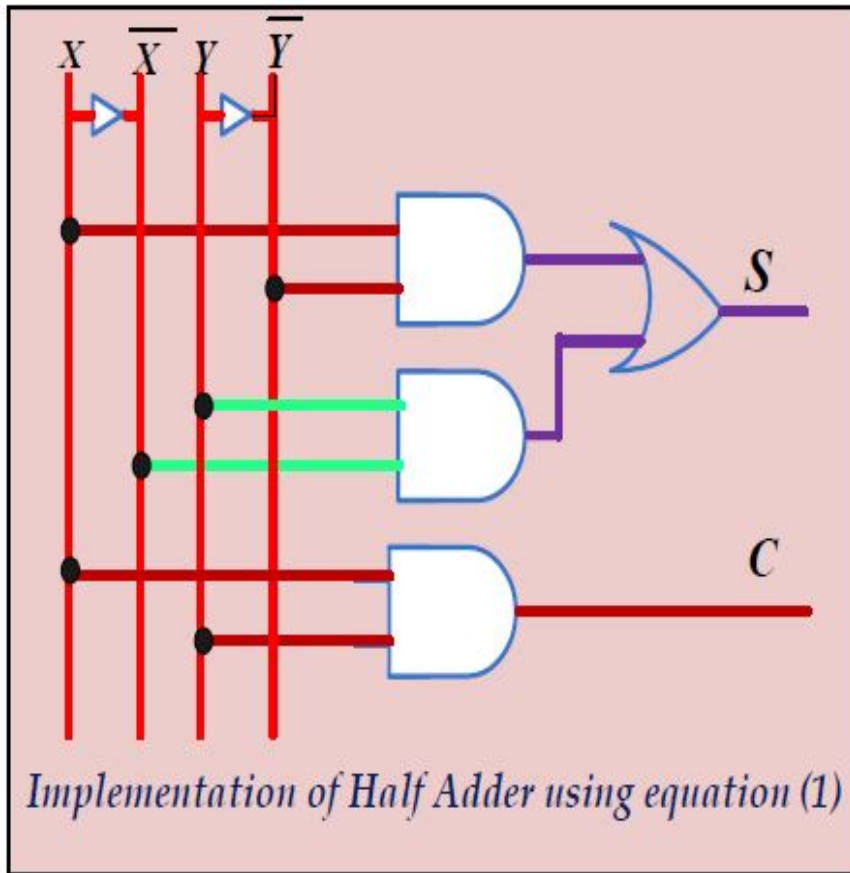 X X̅ Y Y̅
S
C
Implementation of Half Adder using equation (1)